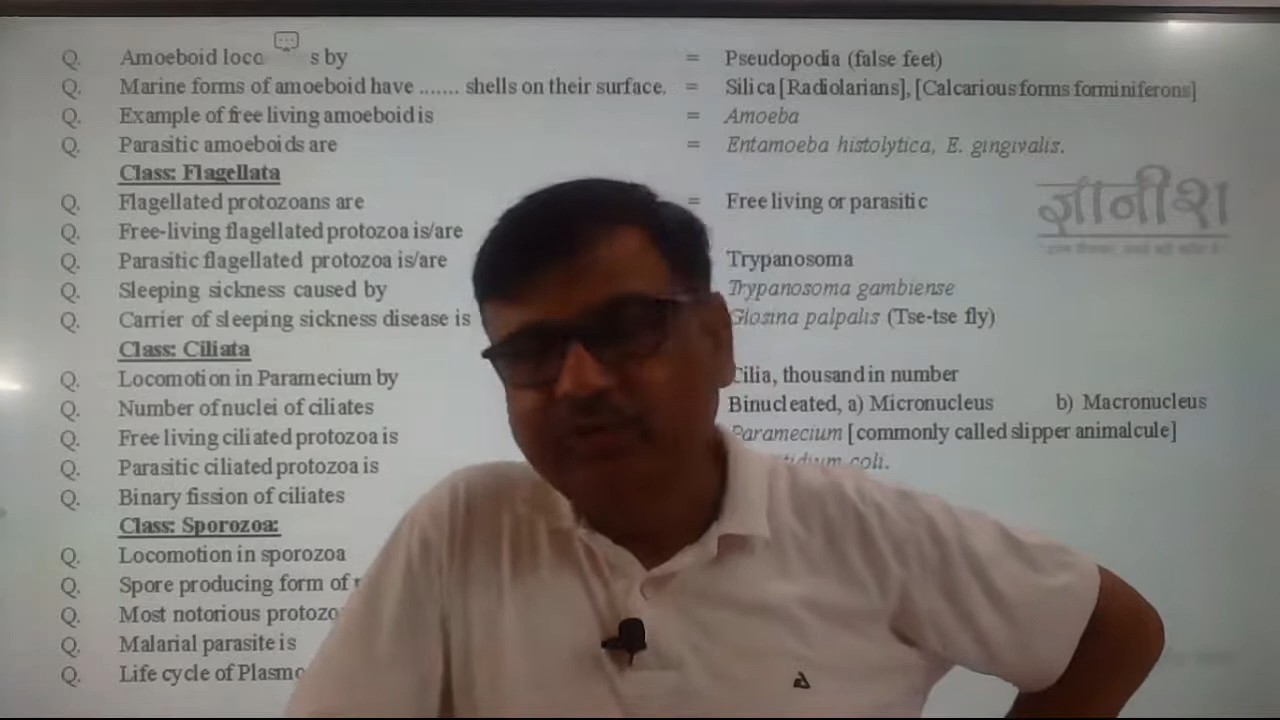 Q. Amoeboid loco s by = Pseudopodia (false feet)
Q. Marine forms of amoeboid have ....... shells on their surface. = Silica [Radiolarians], [Calcarious forms forminiferons]
Q. Example of free living amoeboid is = Amoeba
Q. Parasitic amoeboids are = Entamoeba histolytica, E. gingivalis.
Class: Flagellata
Q. Flagellated protozoans are = Free living or parasitic
ज्ञानीश
Q. Free-living flagellated protozoa is/are
Q. Parasitic flagellated protozoa is/are Trypanosoma
Q. Sleeping sickness caused by Trypanosoma gambiense
Q. Carrier of sleeping sickness disease is Glosina palpalis (Tse-tse fly)
Class: Ciliata
Q. Locomotion in Paramecium by Cilia, thousand in number
Q. Number of nuclei of ciliates Binucleated, a) Micronucleus b) Macronucleus
Q. Free living ciliated protozoa is Paramecium [commonly called slipper animalcule]
Q. Parasitic ciliated protozoa is coli.
Q. Binary fission of ciliates
Class: Sporozoa:
Q. Locomotion in sporozoa
Q. Spore producing form of
Q. Most notorious protozo
Q. Malarial parasite is
Q. Life cycle of Plasmo